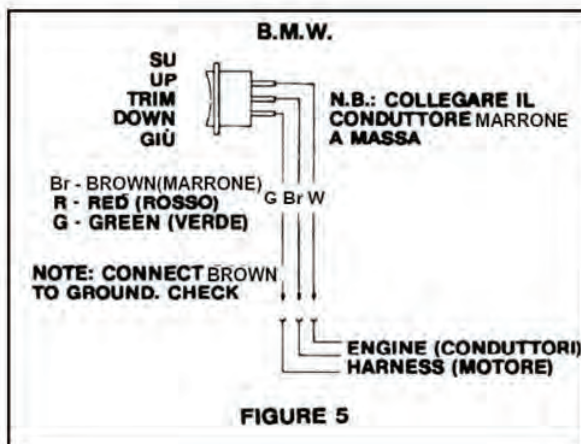 B.M.W.
SU
UP
TRIM
DOWN
GIÙ
N.B.: COLLEGARE IL
CONDUTTORE MARRONE
A MASSA
Br - BROWN(MARRONE)
R - RED (ROSSO)
G - GREEN (VERDE)
G Br W
NOTE: CONNECT BROWN
TO GROUND. CHECK
ENGINE (CONDUTTORI)
HARNESS (MOTORE)
FIGURE 5